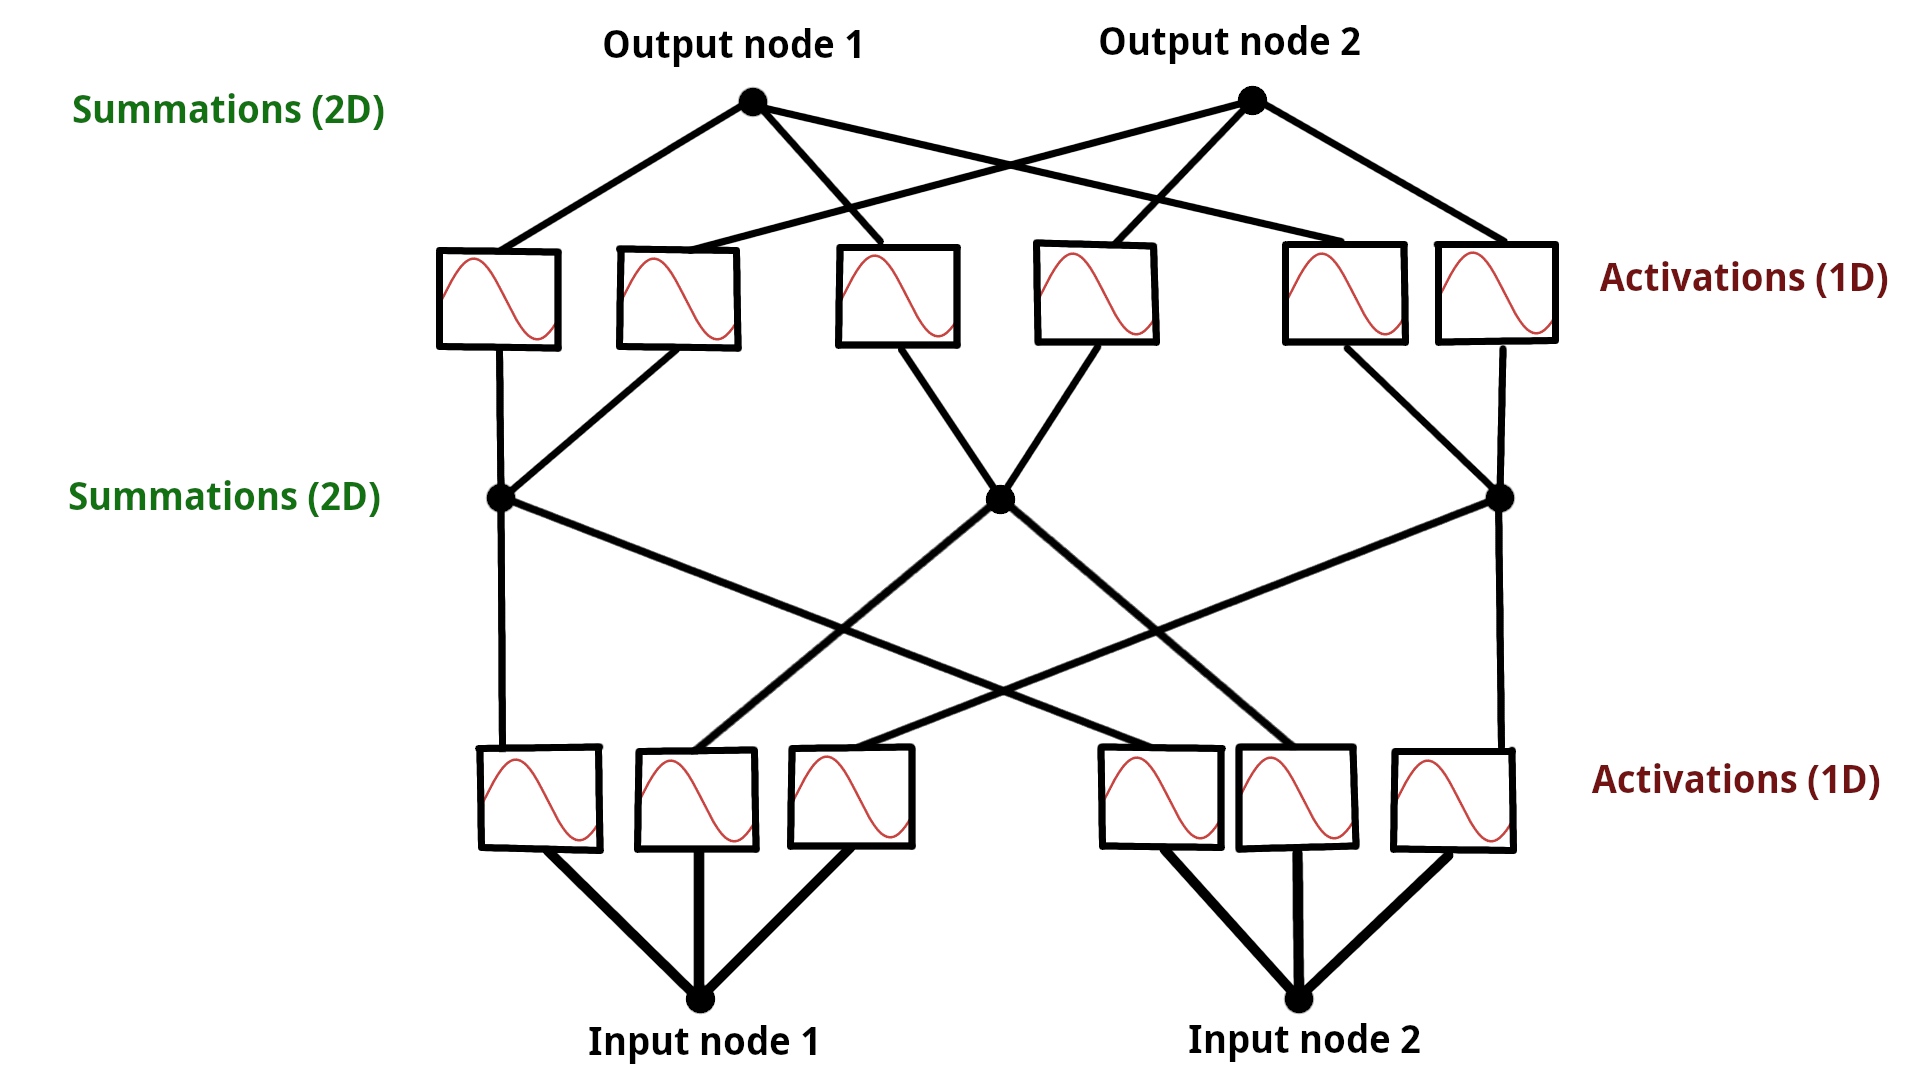 Output node 1
Output node 2
Summations (2D)
Activations (1D)
Summations (2D)
Activations (1D)
Input node 1
Input node 2